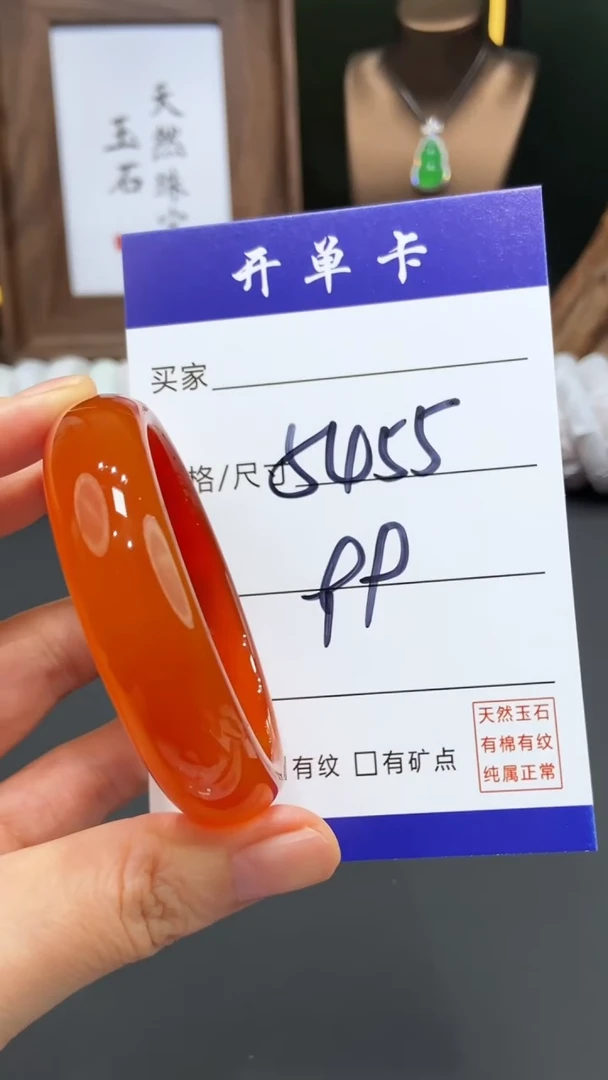 天然珠宝
玉石
开单卡
买家
格/尺寸 5455
PP
有纹 □有矿点
天然玉石
有棉有纹
纯属正常